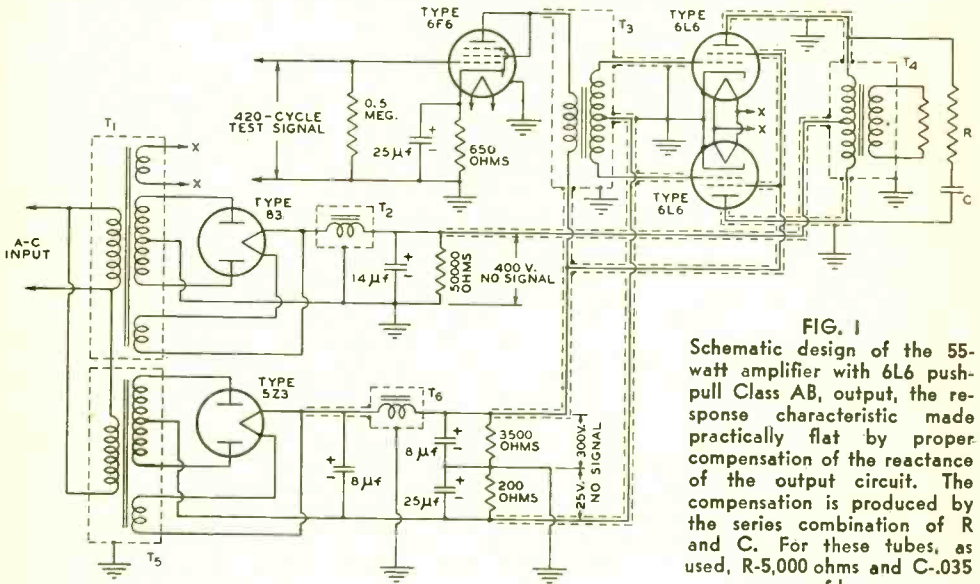 TYPE
6F6
T3
TYPE
6L6
T4
420-CYCLE
TEST SIGNAL
0.5
MEG.
25μf
+
-
650
OHMS
X
X
TYPE
6L6
R
C
T1
X
X
TYPE
83
T2
A-C
INPUT
14μf
+
-
50000
OHMS
400 V.
NO SIGNAL
TYPE
5Z3
T6
8μf
+
-
8μf
+
-
25μf
+
-
3500
OHMS
200
OHMS
300V.
25V.
NO SIGNAL
T5
FIG. 1
Schematic design of the 55-
watt amplifier with 6L6 push-
pull Class AB, output, the re-
sponse characteristic made
practically flat by proper
compensation of the reactance
of the output circuit. The
compensation is produced by
the series combination of R
and C. For these tubes, as
used, R-5,000 ohms and C-.035